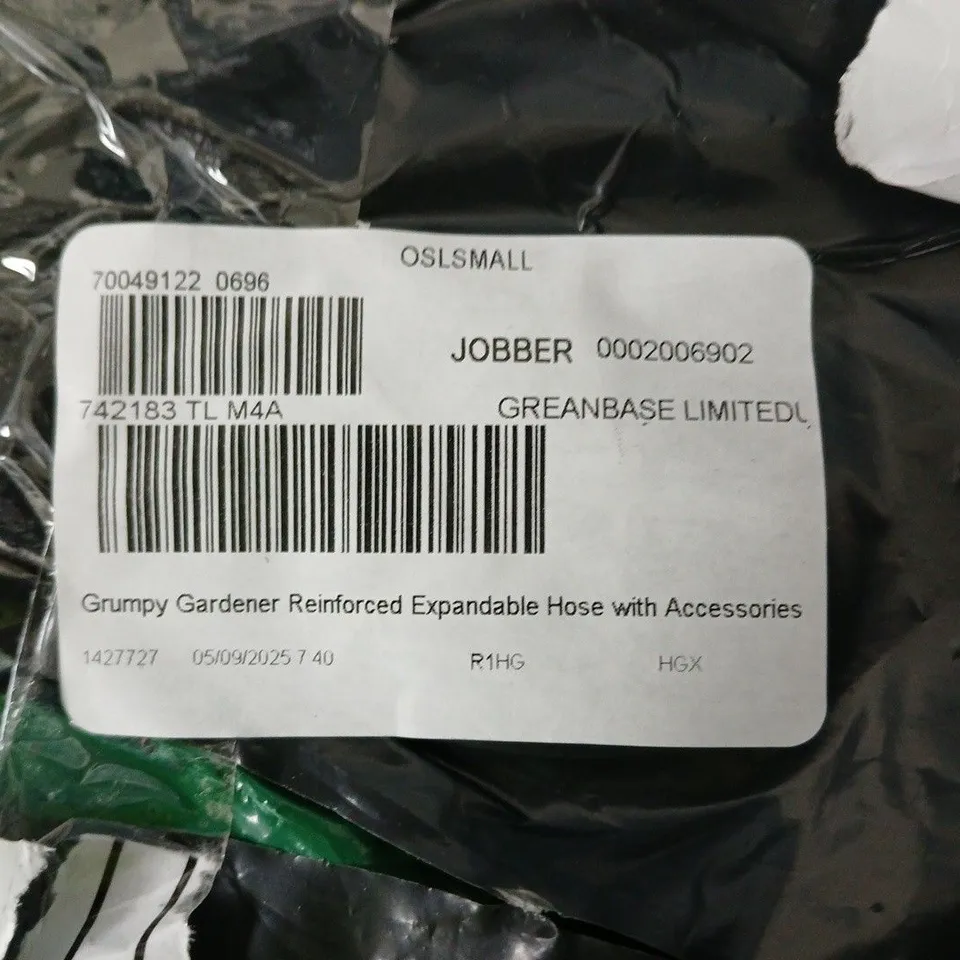 OSLSMALL
70049122 0696
JOBBER 0002006902
742183 TL M4A
GREANBASE LIMITED
Grumpy Gardener Reinforced Expandable Hose with Accessories
1427727 05/09/2025 7 40 R1HG HGX